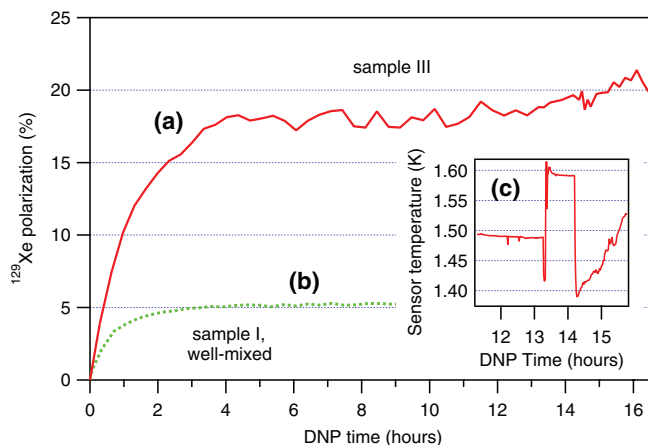 25
20
15
10
5
0
¹²⁹Xe polarization (%)
sample III
(a)
(b)
sample I,
well-mixed
(c)
1.60
1.55
1.50
1.45
1.40
Sensor temperature (K)
12 13 14 15
DNP Time (hours)
0 2 4 6 8 10 12 14 16
DNP time (hours)